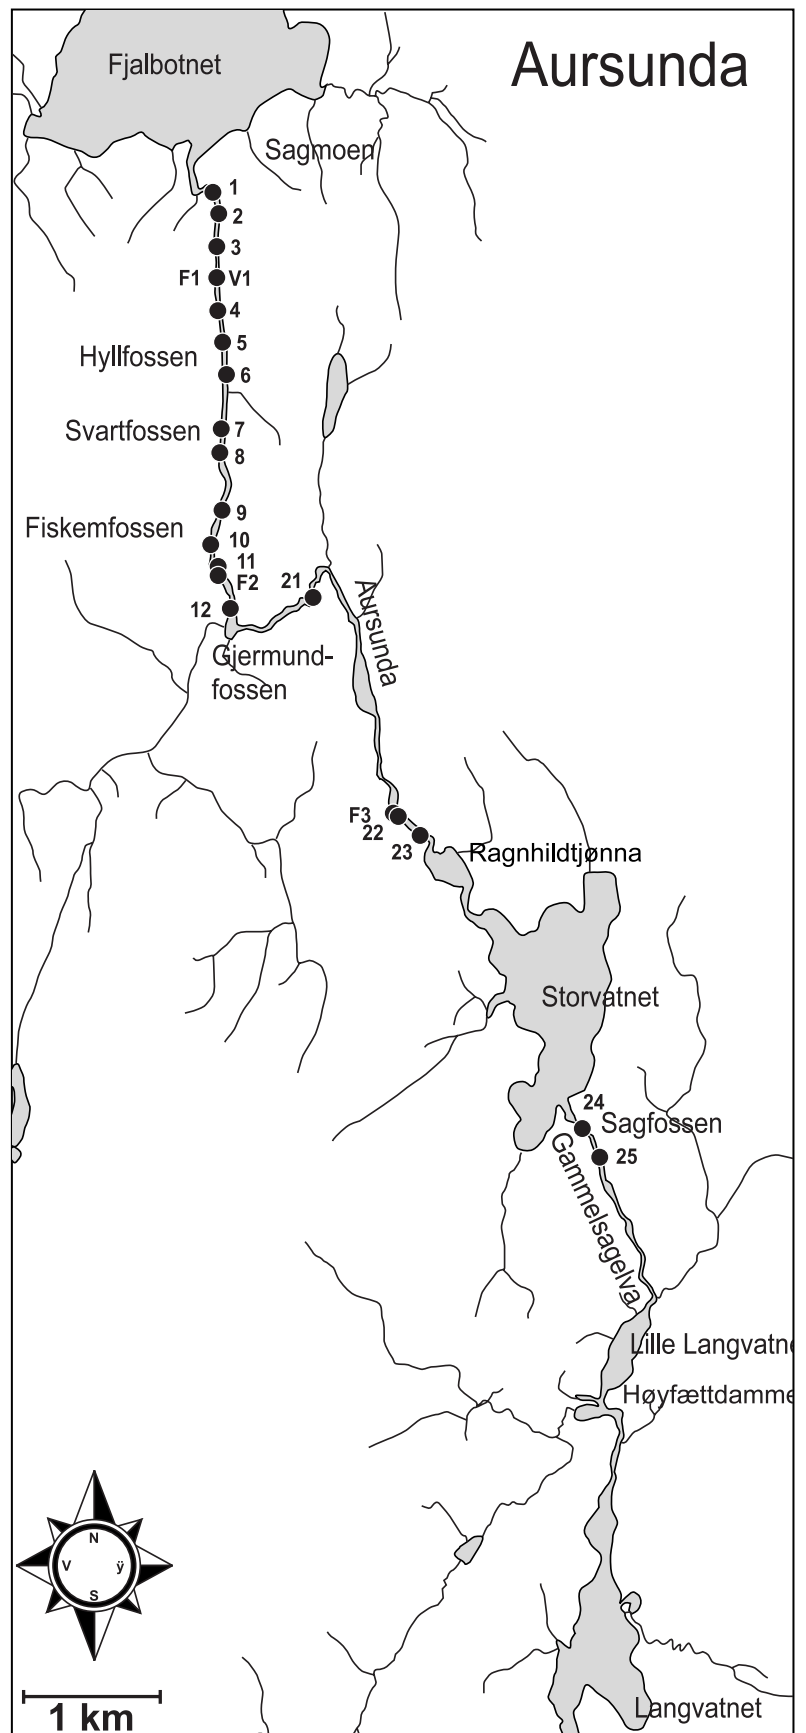 Aursunda
Fjalbotnet
Sagmoen
1
2
3
F1
V1
4
5
Hyllfossen
6
7
Svartfossen
8
9
Fiskemfossen
10
11
F2
21
12
Aursunda
Gjermund-
fossen
F3
22
23
Ragnhildtjønna
Storvatnet
24
Sagfossen
25
Gammelsagelva
Lille Langvatne
Høyfættdamme
N
V
ÿ
S
Langvatnet
1 km